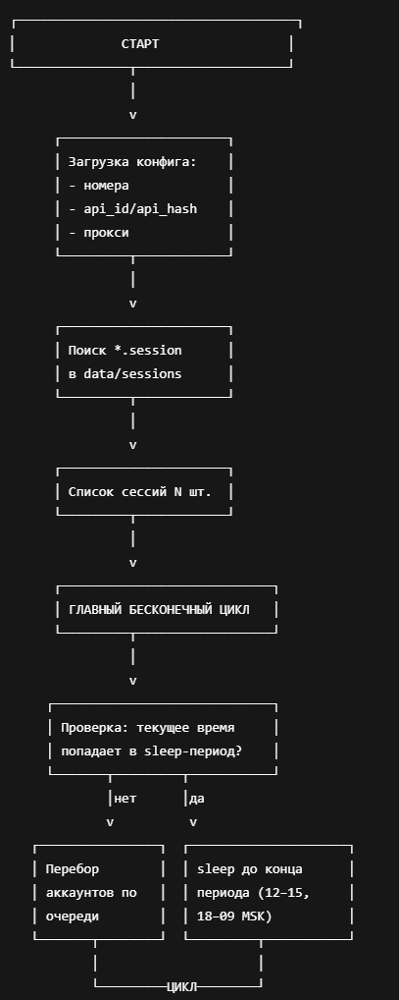 СТАРТ
v
Загрузка конфига:
- номера
- api_id/api_hash
- прокси
v
Поиск *.session
в data/sessions
v
Список сессий N шт.
v
ГЛАВНЫЙ БЕСКОНЕЧНЫЙ ЦИКЛ
v
Проверка: текущее время
попадает в sleep-период?
нет да
v v
Перебор
аккаунтов по
очереди
sleep до конца
периода (12–15,
18–09 MSK)
ЦИКЛ